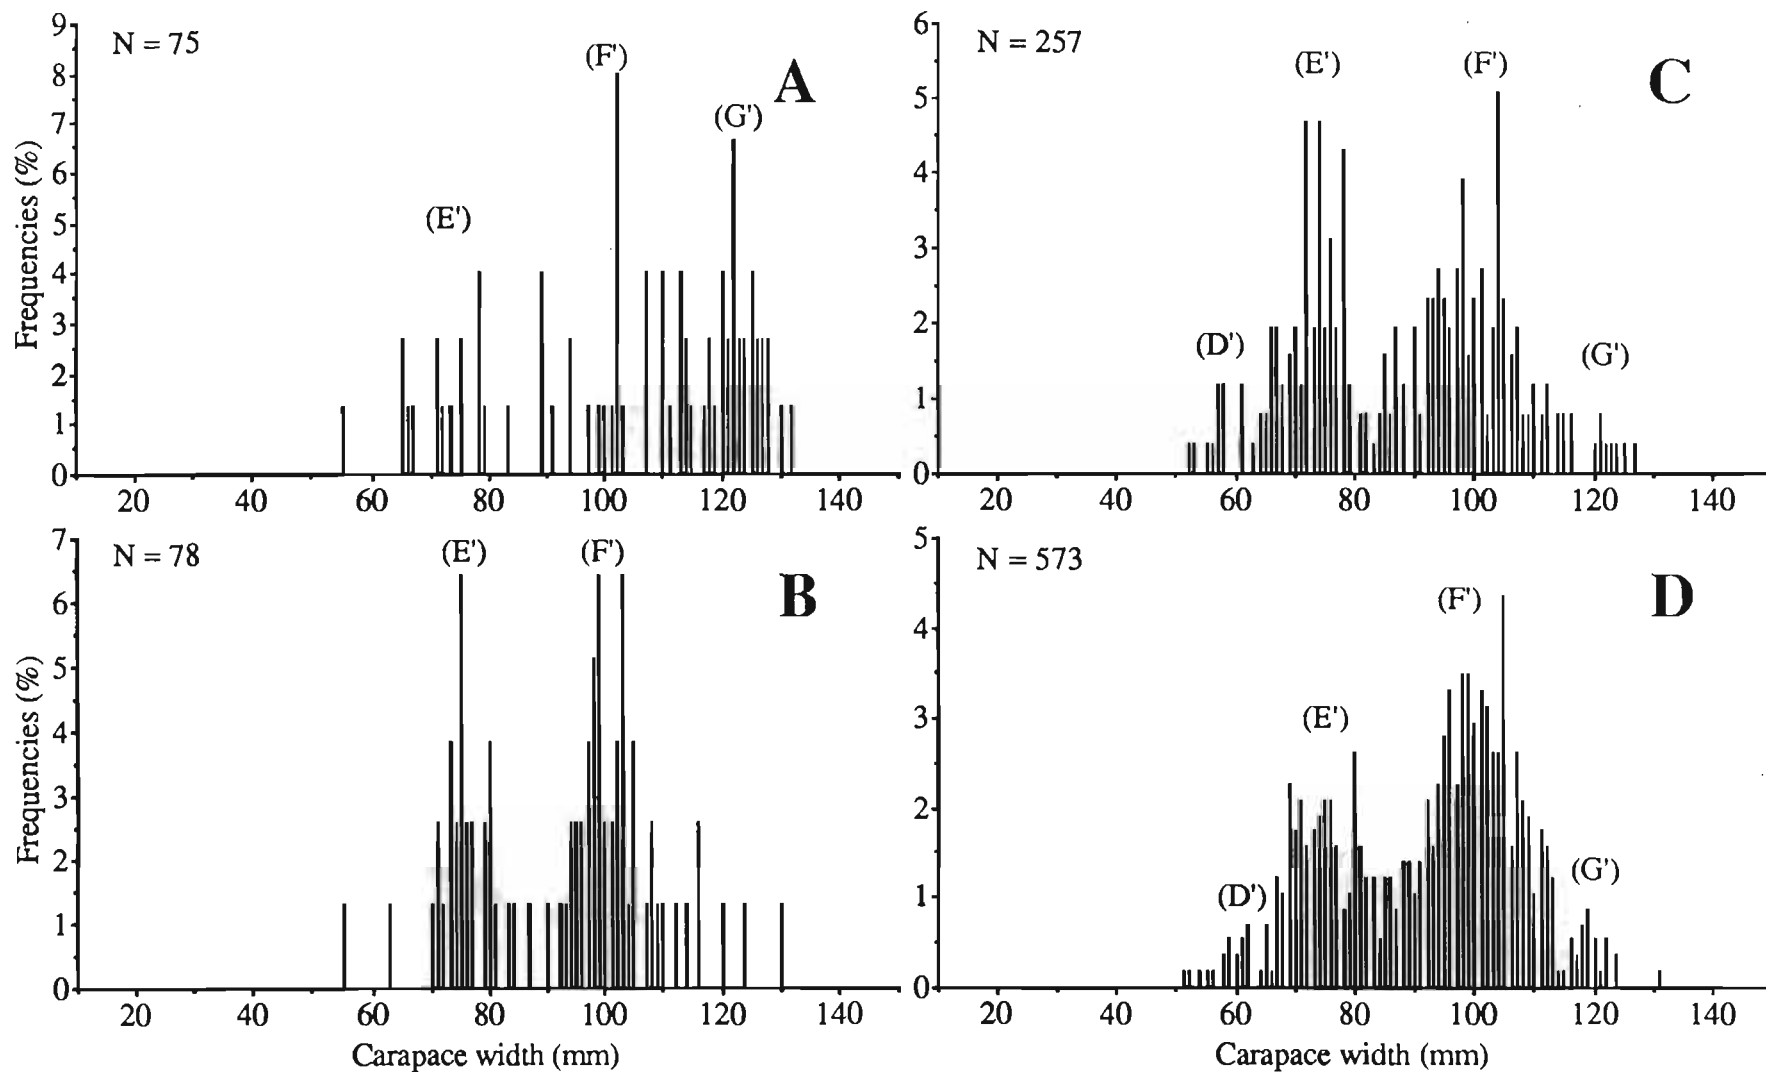 N = 75
A
(E')
(F')
(G')
Frequencies (%)
9
8
7
6
5
4
3
2
1
0
20 40 60 80 100 120 140
N = 257
C
(D')
(E')
(F')
(G')
6
5
4
3
2
1
0
20 40 60 80 100 120 140
N = 78
B
(E')
(F')
Frequencies (%)
7
6
5
4
3
2
1
0
20 40 60 80 100 120 140
Carapace width (mm)
N = 573
D
(D')
(E')
(F')
(G')
5
4
3
2
1
0
20 40 60 80 100 120 140
Carapace width (mm)